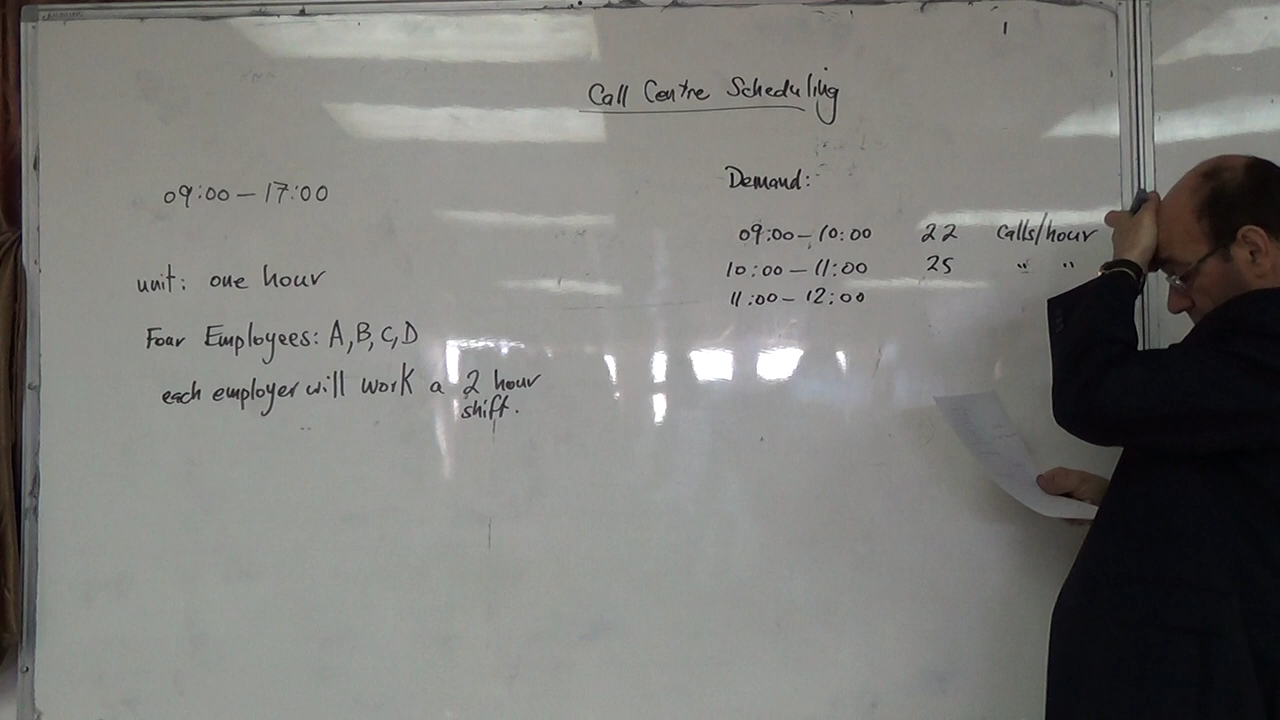 Call Centre Scheduling
09:00 – 17:00
unit: one hour
Four Employees: A, B, C, D
each employer will work a 2 hour
shift.
Demand:
09:00 – 10:00 22 calls/hour
10:00 – 11:00 25 " "
11:00 – 12:00